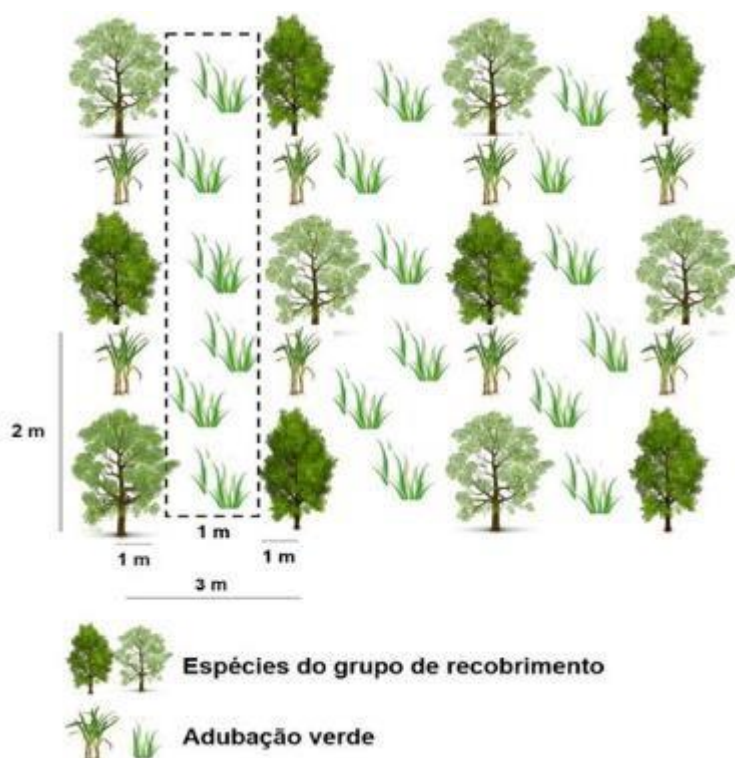 2 m
1 m
1 m
1 m
3 m
Espécies do grupo de recobrimento
Adubação verde